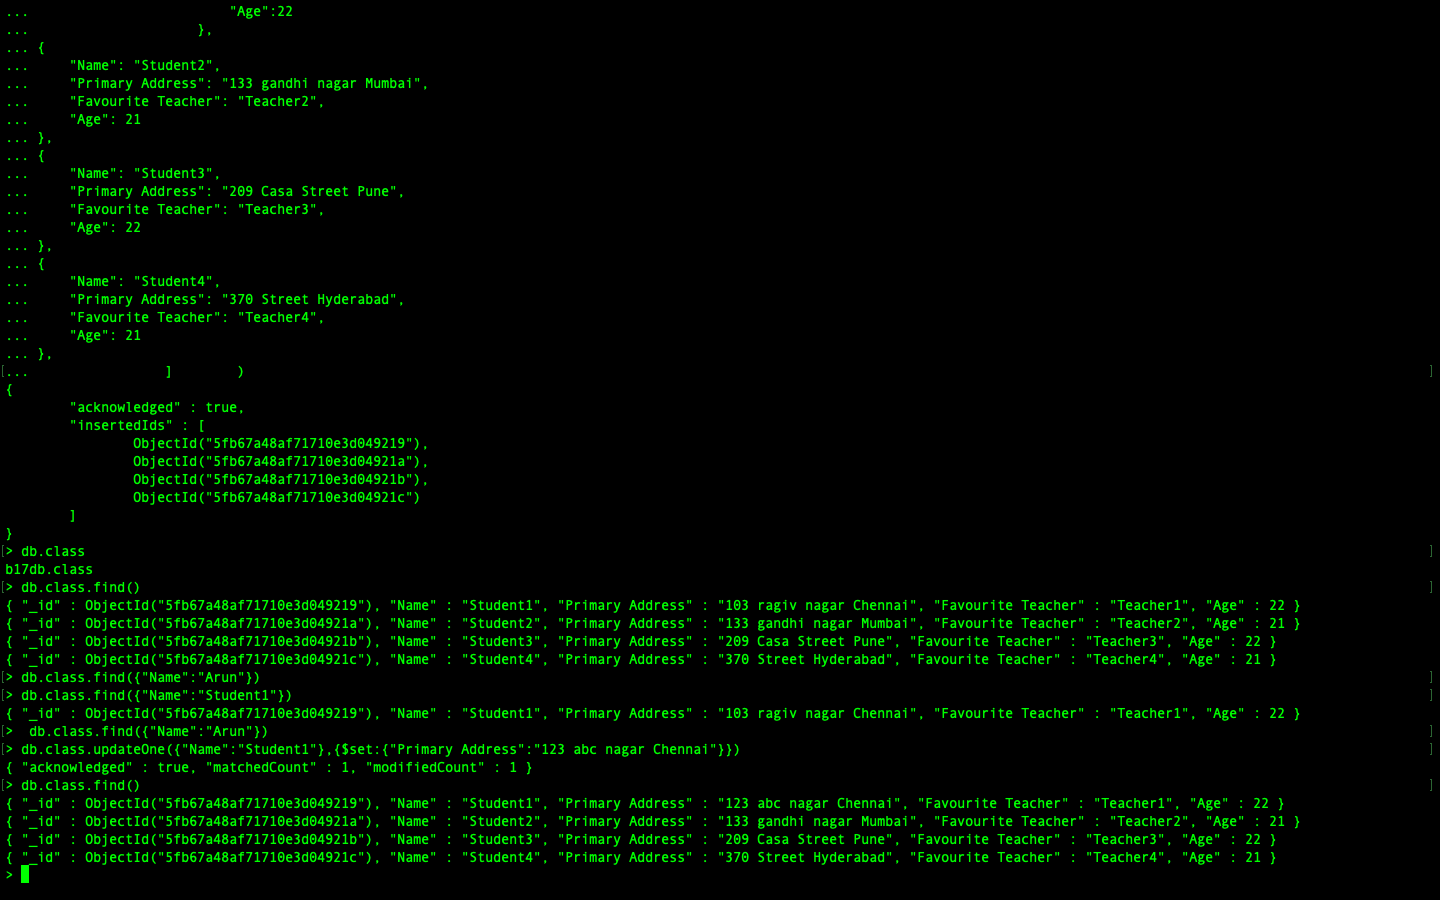 ...                          "Age":22
...                      },
... {
...     "Name": "Student2",
...     "Primary Address": "133 gandhi nagar Mumbai",
...     "Favourite Teacher": "Teacher2",
...     "Age": 21
... },
... {
...     "Name": "Student3",
...     "Primary Address": "209 Casa Street Pune",
...     "Favourite Teacher": "Teacher3",
...     "Age": 22
... },
... {
...     "Name": "Student4",
...     "Primary Address": "370 Street Hyderabad",
...     "Favourite Teacher": "Teacher4",
...     "Age": 21
... },
[...                 ]        ) ]
{
        "acknowledged" : true,
        "insertedIds" : [
                ObjectId("5fb67a48af71710e3d049219"),
                ObjectId("5fb67a48af71710e3d04921a"),
                ObjectId("5fb67a48af71710e3d04921b"),
                ObjectId("5fb67a48af71710e3d04921c")
        ]
}
[> db.class ]
b17db.class
[> db.class.find() ]
{ "_id" : ObjectId("5fb67a48af71710e3d049219"), "Name" : "Student1", "Primary Address" : "103 ragiv nagar Chennai", "Favourite Teacher" : "Teacher1", "Age" : 22 }
{ "_id" : ObjectId("5fb67a48af71710e3d04921a"), "Name" : "Student2", "Primary Address" : "133 gandhi nagar Mumbai", "Favourite Teacher" : "Teacher2", "Age" : 21 }
{ "_id" : ObjectId("5fb67a48af71710e3d04921b"), "Name" : "Student3", "Primary Address" : "209 Casa Street Pune", "Favourite Teacher" : "Teacher3", "Age" : 22 }
{ "_id" : ObjectId("5fb67a48af71710e3d04921c"), "Name" : "Student4", "Primary Address" : "370 Street Hyderabad", "Favourite Teacher" : "Teacher4", "Age" : 21 }
[> db.class.find({"Name":"Arun"}) ]
[> db.class.find({"Name":"Student1"}) ]
{ "_id" : ObjectId("5fb67a48af71710e3d049219"), "Name" : "Student1", "Primary Address" : "103 ragiv nagar Chennai", "Favourite Teacher" : "Teacher1", "Age" : 22 }
[>  db.class.find({"Name":"Arun"}) ]
[> db.class.updateOne({"Name":"Student1"},{$set:{"Primary Address":"123 abc nagar Chennai"}}) ]
{ "acknowledged" : true, "matchedCount" : 1, "modifiedCount" : 1 }
[> db.class.find() ]
{ "_id" : ObjectId("5fb67a48af71710e3d049219"), "Name" : "Student1", "Primary Address" : "123 abc nagar Chennai", "Favourite Teacher" : "Teacher1", "Age" : 22 }
{ "_id" : ObjectId("5fb67a48af71710e3d04921a"), "Name" : "Student2", "Primary Address" : "133 gandhi nagar Mumbai", "Favourite Teacher" : "Teacher2", "Age" : 21 }
{ "_id" : ObjectId("5fb67a48af71710e3d04921b"), "Name" : "Student3", "Primary Address" : "209 Casa Street Pune", "Favourite Teacher" : "Teacher3", "Age" : 22 }
{ "_id" : ObjectId("5fb67a48af71710e3d04921c"), "Name" : "Student4", "Primary Address" : "370 Street Hyderabad", "Favourite Teacher" : "Teacher4", "Age" : 21 }
>